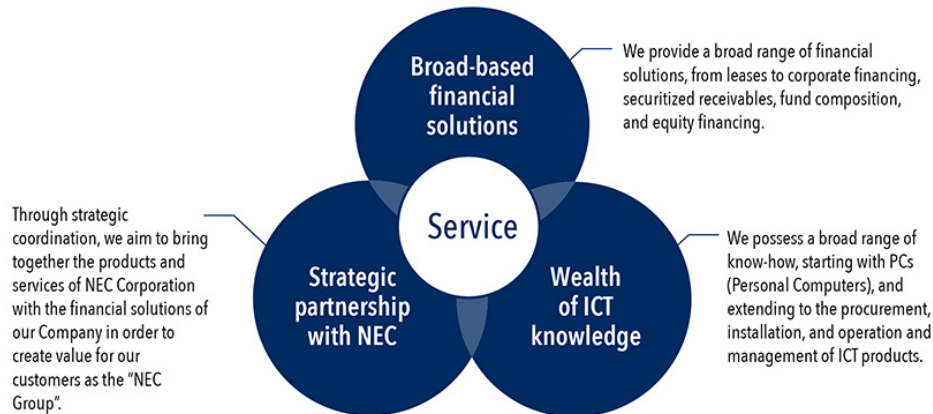 Broad-based
financial
solutions
We provide a broad range of financial
solutions, from leases to corporate financing,
securitized receivables, fund composition,
and equity financing.
Service
Through strategic
coordination, we aim to bring
together the products and
services of NEC Corporation
with the financial solutions of
our Company in order to
create value for our
customers as the "NEC
Group".
Strategic
partnership
with NEC
Wealth
of ICT
knowledge
We possess a broad range of
know-how, starting with PCs
(Personal Computers), and
extending to the procurement,
installation, and operation and
management of ICT products.